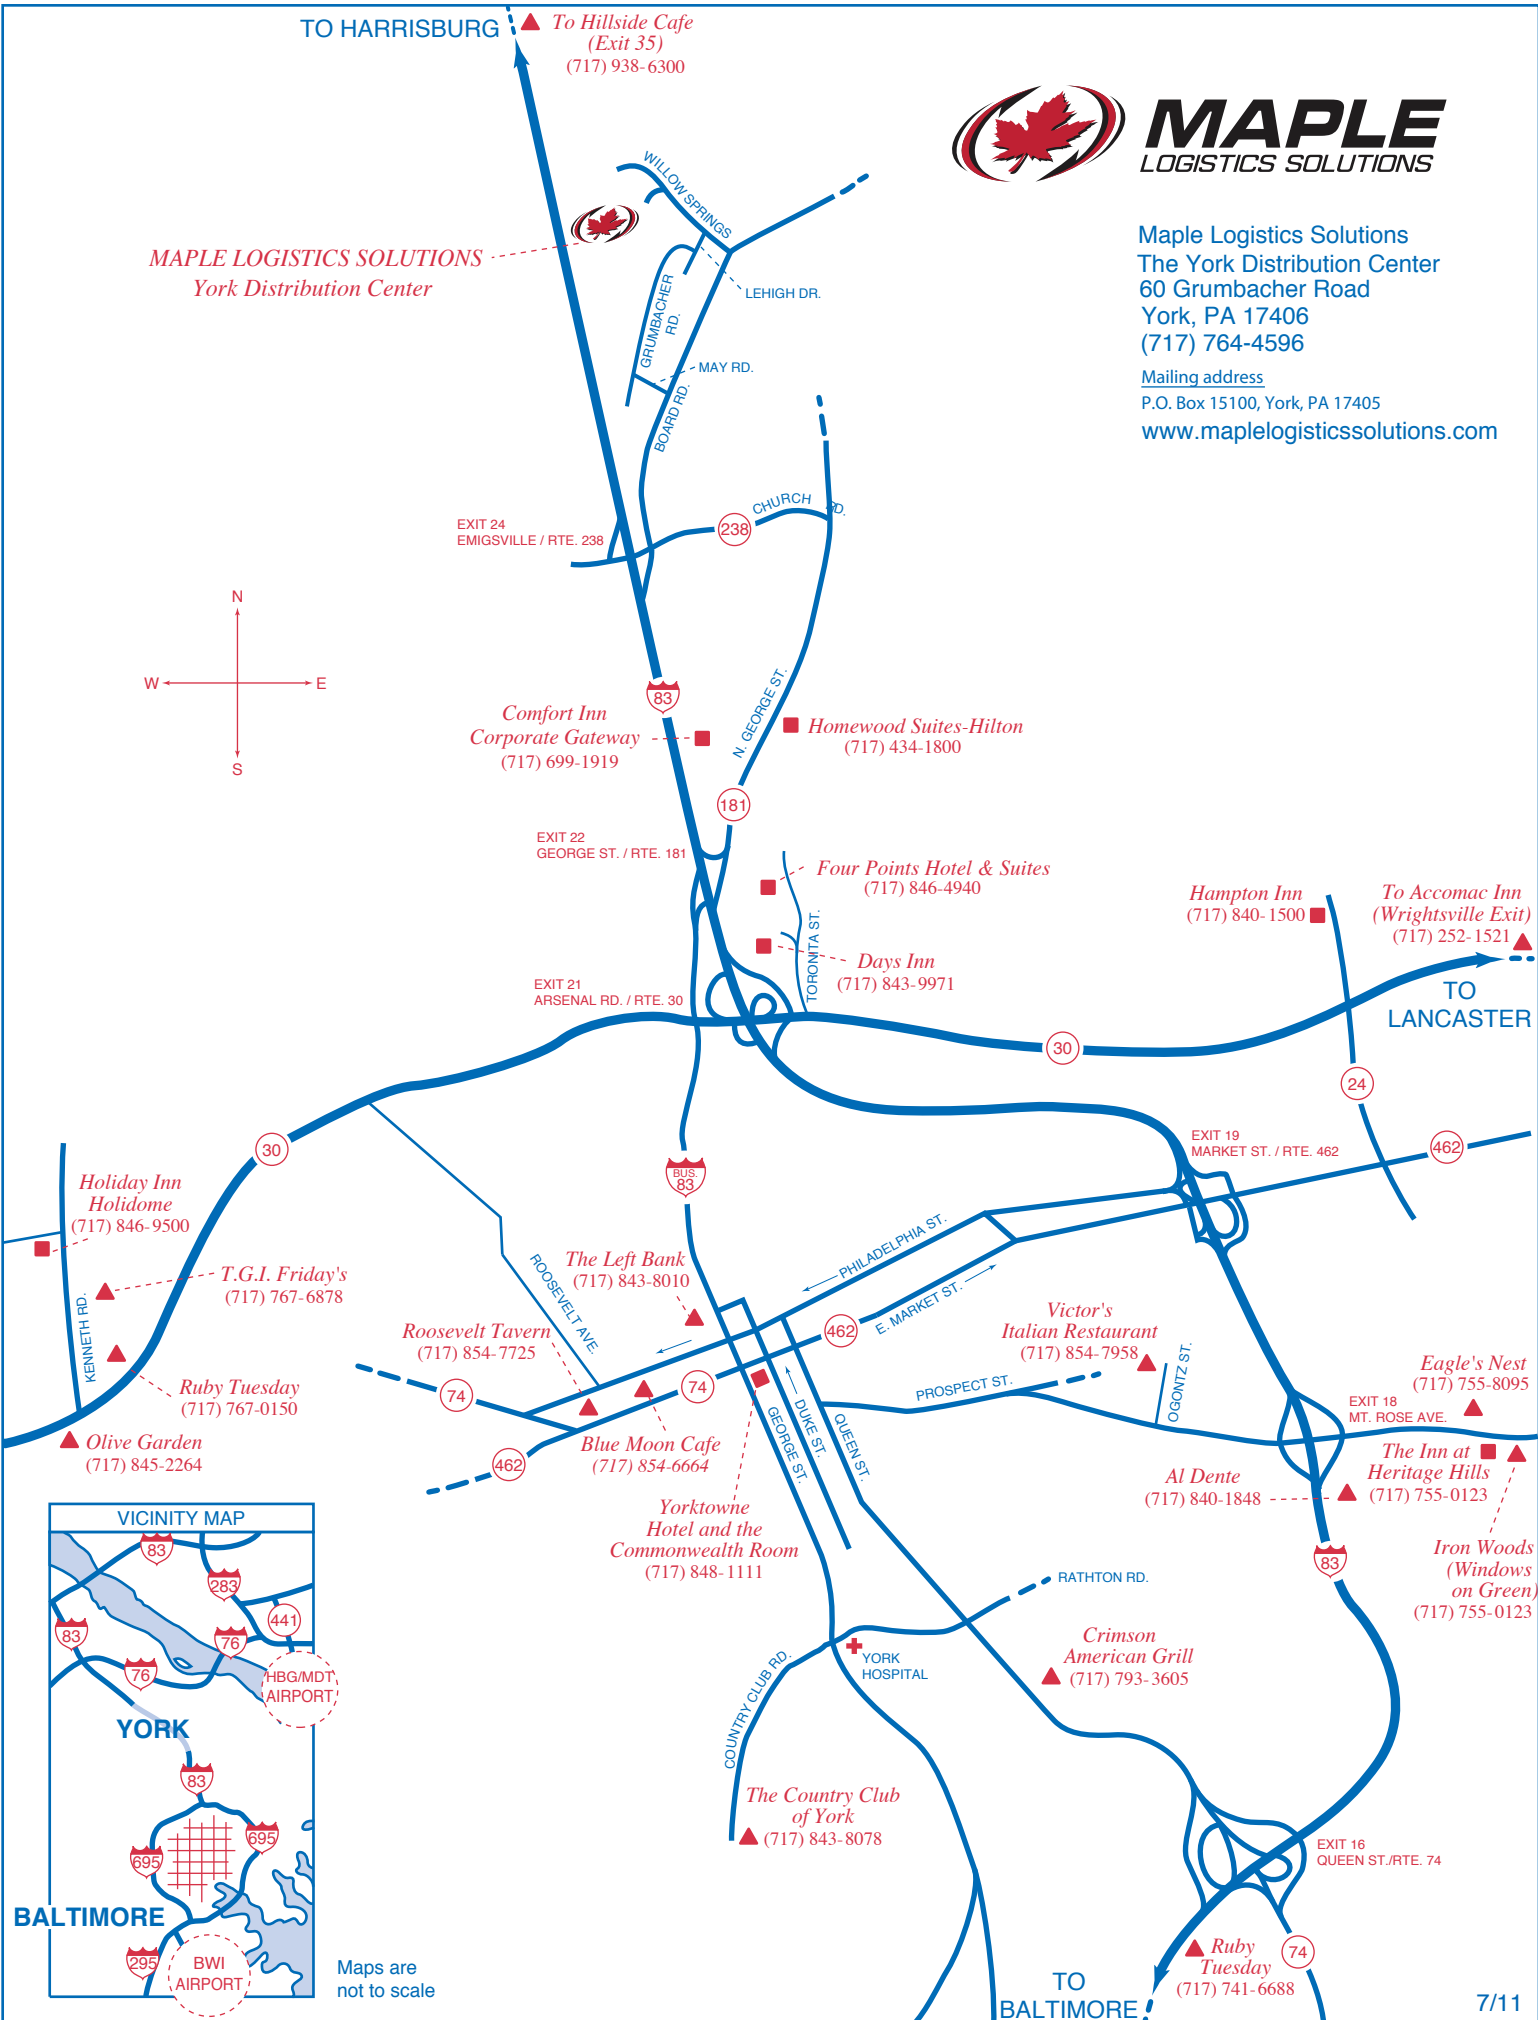 TO HARRISBURG
To Hillside Cafe
(Exit 35)
(717) 938-6300
MAPLE
LOGISTICS SOLUTIONS
Maple Logistics Solutions
The York Distribution Center
60 Grumbacher Road
York, PA 17406
(717) 764-4596
Mailing address
P.O. Box 15100, York, PA 17405
www.maplelogisticssolutions.com
WILLOW SPRINGS
MAPLE LOGISTICS SOLUTIONS
York Distribution Center
LEHIGH DR.
GRUMBACHER
RD.
MAY RD.
BOARD RD.
CHURCH RD.
238
EXIT 24
EMIGSVILLE / RTE. 238
N
W
E
S
83
Comfort Inn
Corporate Gateway
(717) 699-1919
N. GEORGE ST.
Homewood Suites-Hilton
(717) 434-1800
181
EXIT 22
GEORGE ST. / RTE. 181
Four Points Hotel & Suites
(717) 846-4940
TORONITA ST.
Days Inn
(717) 843-9971
Hampton Inn
(717) 840-1500
To Accomac Inn
(Wrightsville Exit)
(717) 252-1521
TO
LANCASTER
EXIT 21
ARSENAL RD. / RTE. 30
30
24
30
EXIT 19
MARKET ST. / RTE. 462
462
BUS.
83
Holiday Inn
Holidome
(717) 846-9500
T.G.I. Friday's
(717) 767-6878
KENNETH RD.
Ruby Tuesday
(717) 767-0150
Olive Garden
(717) 845-2264
ROOSEVELT AVE.
The Left Bank
(717) 843-8010
PHILADELPHIA ST.
E. MARKET ST.
462
Roosevelt Tavern
(717) 854-7725
74
74
462
Blue Moon Cafe
(717) 854-6664
GEORGE ST.
DUKE ST.
QUEEN ST.
Yorktowne
Hotel and the
Commonwealth Room
(717) 848-1111
Victor's
Italian Restaurant
(717) 854-7958
PROSPECT ST.
OGONTZ ST.
Eagle's Nest
(717) 755-8095
EXIT 18
MT. ROSE AVE.
The Inn at
Heritage Hills
(717) 755-0123
Al Dente
(717) 840-1848
Iron Woods
(Windows
on Green)
(717) 755-0123
83
RATHTON RD.
YORK
HOSPITAL
COUNTRY CLUB RD.
Crimson
American Grill
(717) 793-3605
The Country Club
of York
(717) 843-8078
EXIT 16
QUEEN ST./RTE. 74
Ruby
Tuesday
(717) 741-6688
74
TO
BALTIMORE
VICINITY MAP
83
283
441
83
76
76
HBG/MDT
AIRPORT
YORK
83
695
695
BALTIMORE
295
BWI
AIRPORT
Maps are
not to scale
7/11